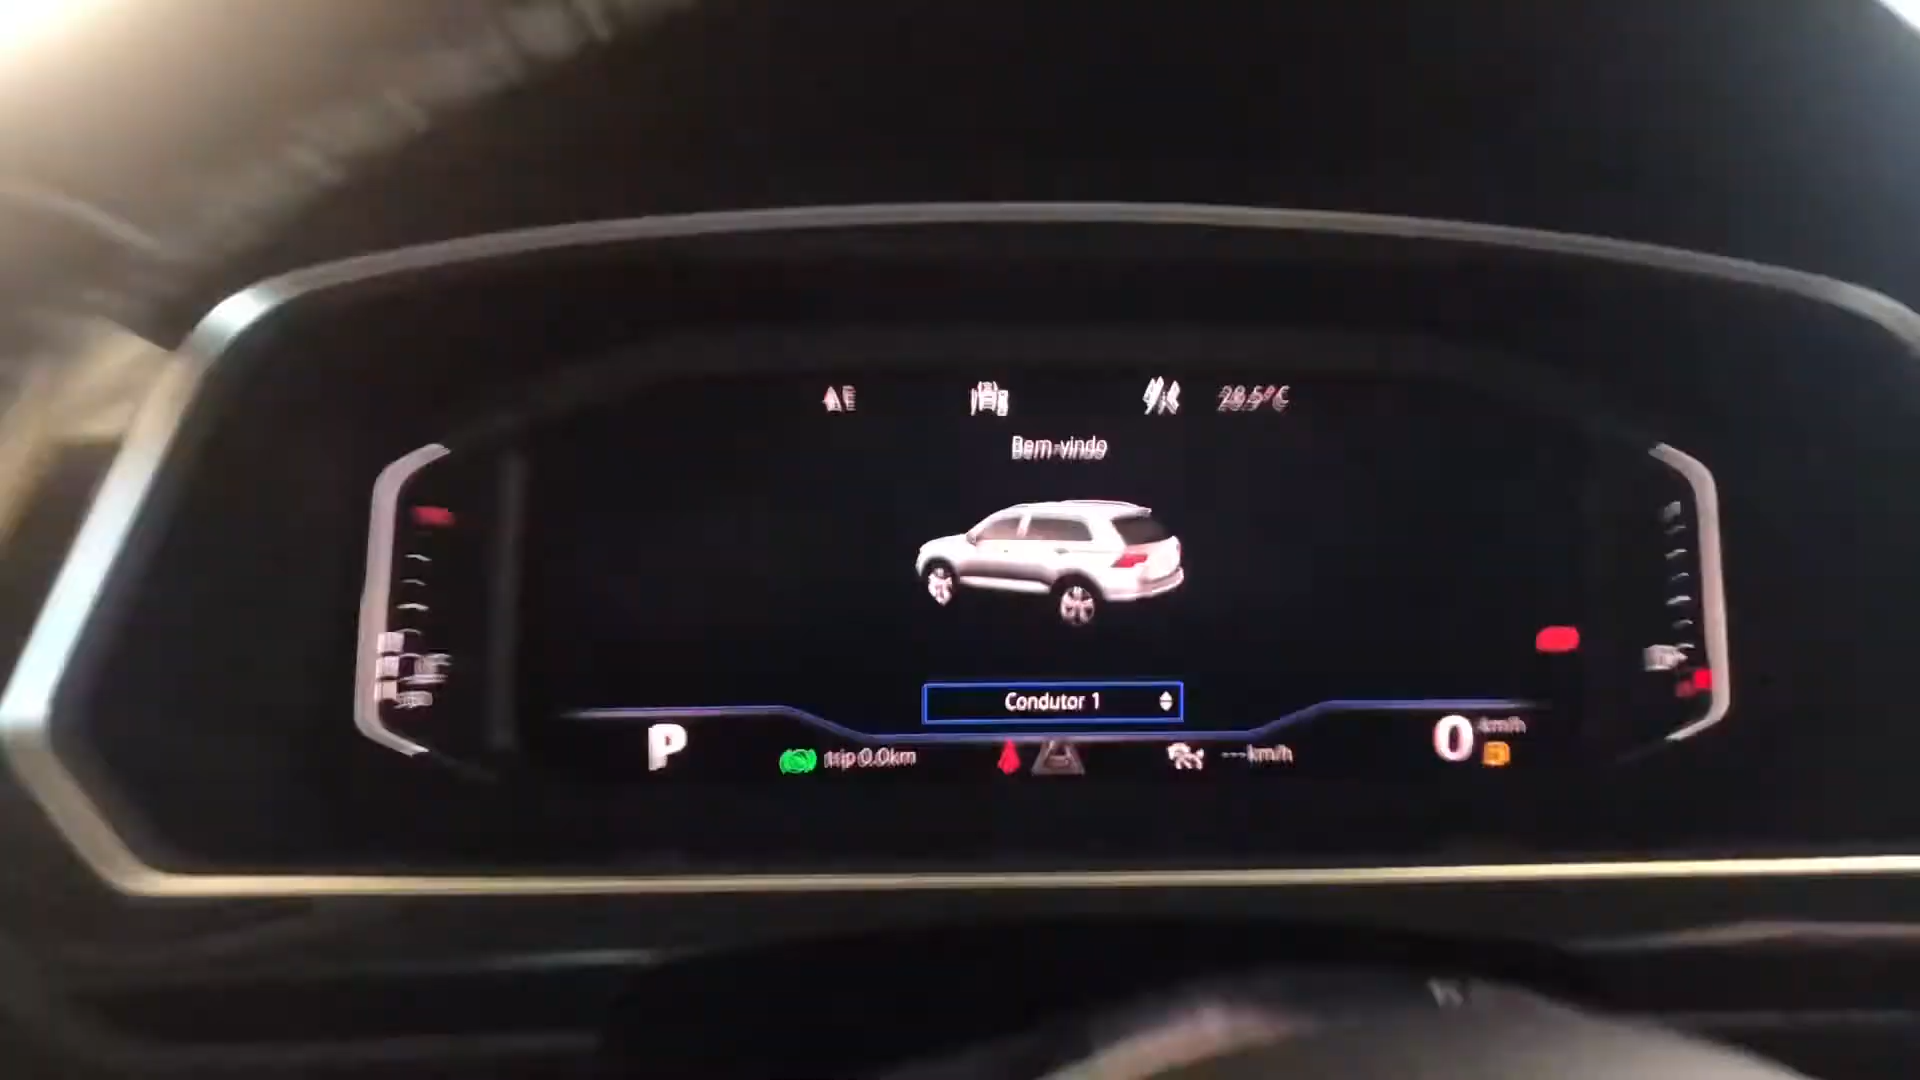 E
28.5°C
Bem-vindo
Condutor 1
P
trip 0.0km
---km/h
0 km/h